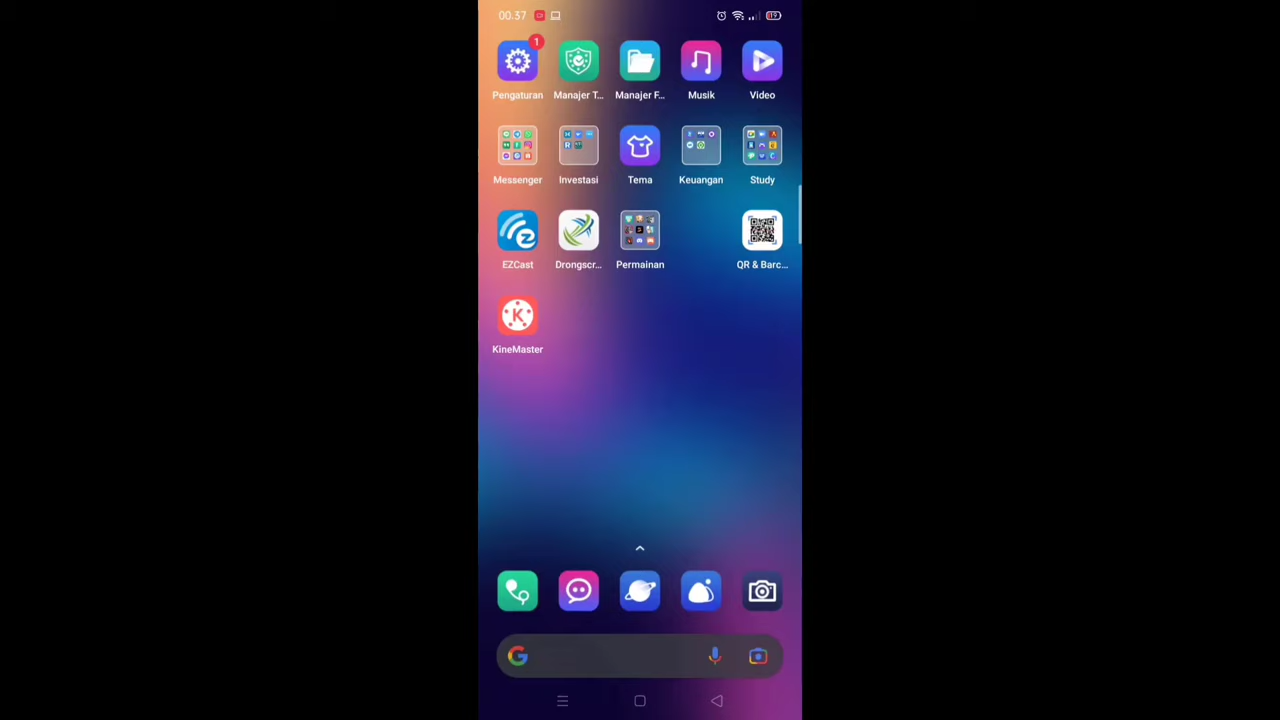 00.37 19
1
Pengaturan Manajer T... Manajer F... Musik Video
Messenger Investasi Tema Keuangan Study
EZCast Drongscr... Permainan QR & Barc...
KineMaster